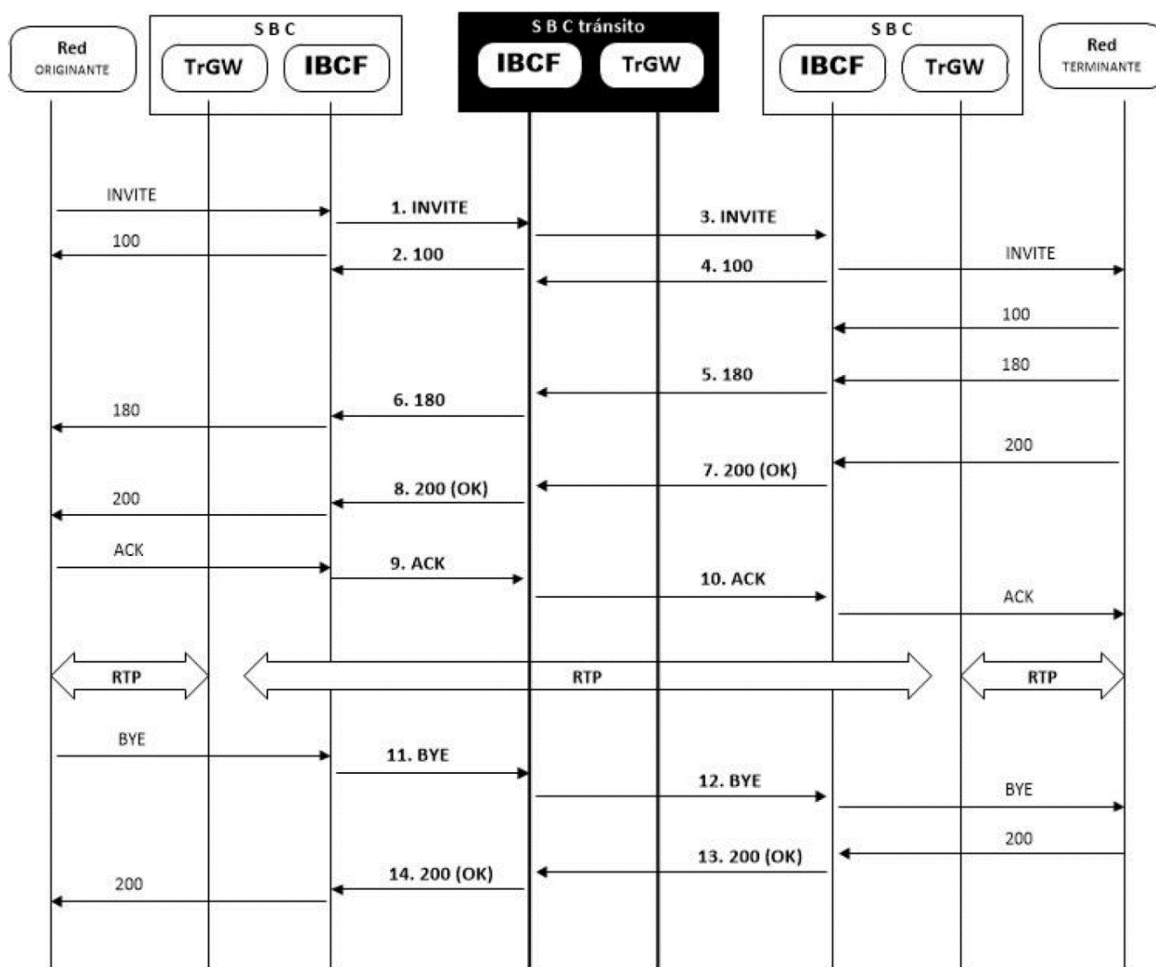 S B C
S B C tránsito
S B C
Red
ORIGINANTE
TrGW
IBCF
IBCF
TrGW
IBCF
TrGW
Red
TERMINANTE
INVITE
1. INVITE
3. INVITE
100
2. 100
4. 100
INVITE
100
5. 180
180
6. 180
180
200
7. 200 (OK)
8. 200 (OK)
200
ACK
9. ACK
10. ACK
ACK
RTP
RTP
RTP
BYE
11. BYE
12. BYE
BYE
200
13. 200 (OK)
14. 200 (OK)
200